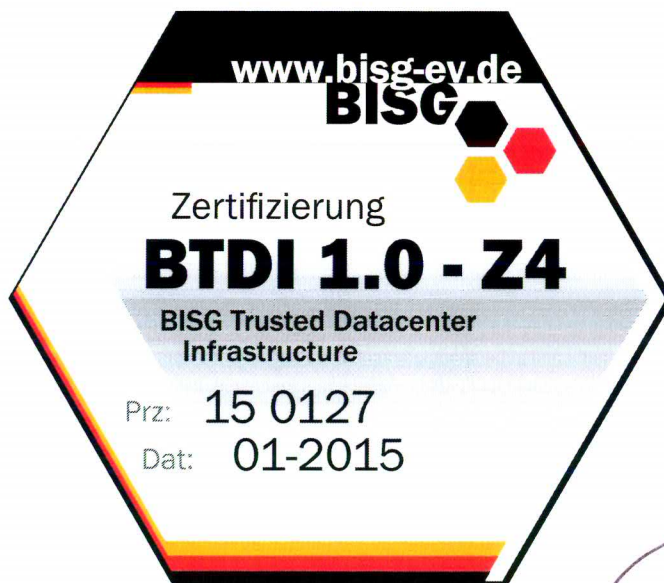 www.bisg-ev.de
BISG
Zertifizierung
BTDI 1.0 - Z4
BISG Trusted Datacenter
Infrastructure
Prz: 15 0127
Dat: 01-2015